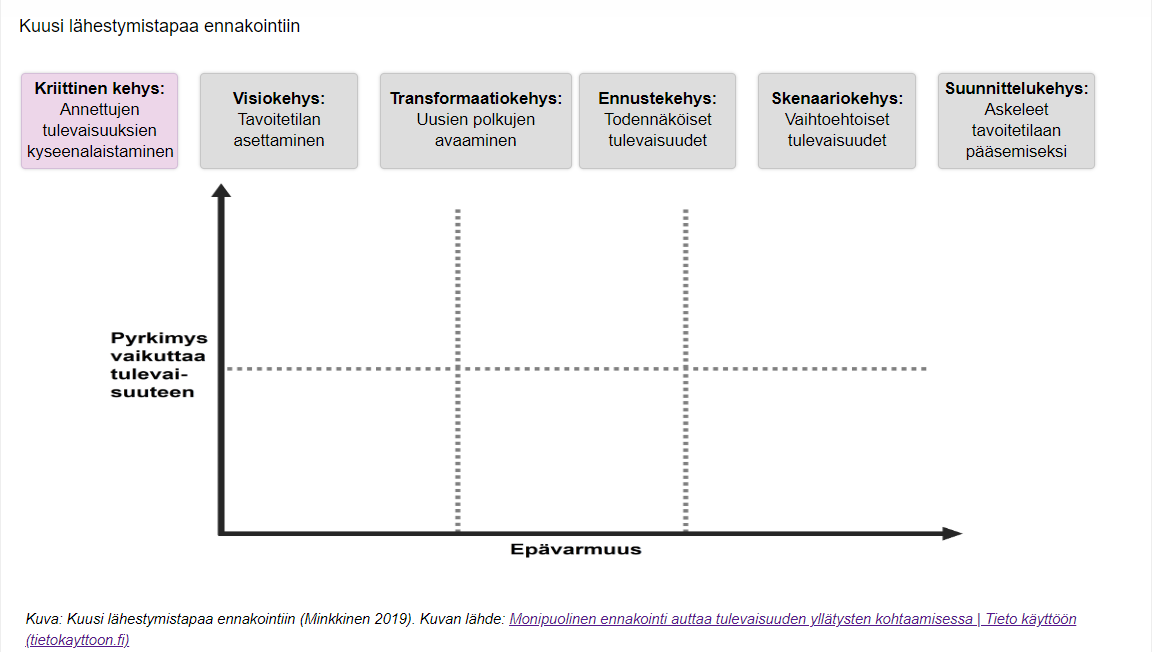 Kuusi lähestymistapaa ennakointiin
Kriittinen kehys:
Annettujen
tulevaisuuksien
kyseenalaistaminen
Visiokehys:
Tavoitetilan
asettaminen
Transformaatiokehys:
Uusien polkujen
avaaminen
Ennustekehys:
Todennäköiset
tulevaisuudet
Skenaariokehys:
Vaihtoehtoiset
tulevaisuudet
Suunnittelukehys:
Askeleet
tavoitetilaan
pääsemiseksi
Pyrkimys
vaikuttaa
tulevai-
suuteen
Epävarmuus
Kuva: Kuusi lähestymistapaa ennakointiin (Minkkinen 2019). Kuvan lähde: Monipuolinen ennakointi auttaa tulevaisuuden yllätysten kohtaamisessa | Tieto käyttöön
(tietokayttoon.fi)